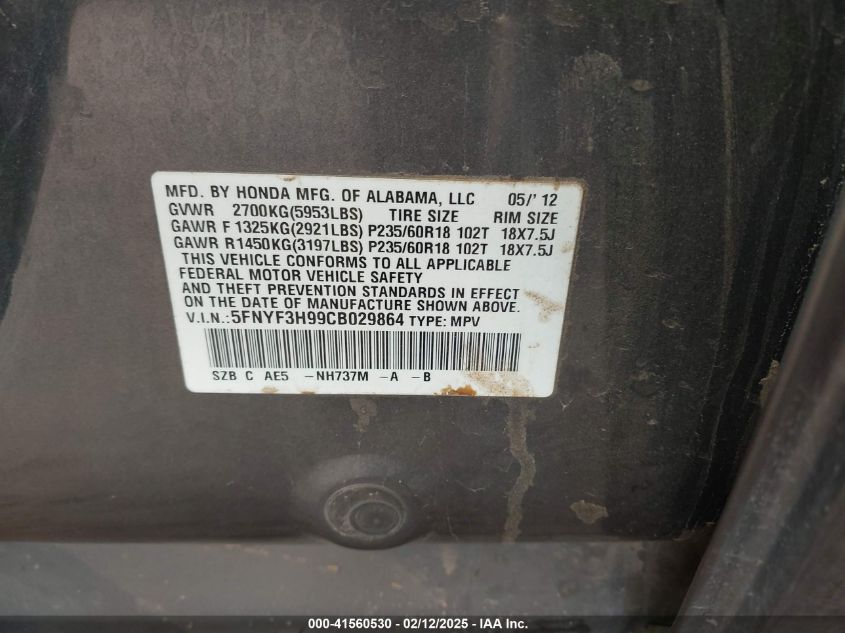 MFD. BY HONDA MFG. OF ALABAMA, LLC 05/'12
GVWR 2700KG(5953LBS) TIRE SIZE RIM SIZE
GAWR F 1325KG(2921LBS) P235/60R18 102T 18X7.5J
GAWR R1450KG(3197LBS) P235/60R18 102T 18X7.5J
THIS VEHICLE CONFORMS TO ALL APPLICABLE
FEDERAL MOTOR VEHICLE SAFETY
AND THEFT PREVENTION STANDARDS IN EFFECT
ON THE DATE OF MANUFACTURE SHOWN ABOVE.
V.I.N.:5FNYF3H99CB029864 TYPE: MPV
SZB C AE5 -NH737M -A -B
000-41560530 - 02/12/2025 - IAA Inc.